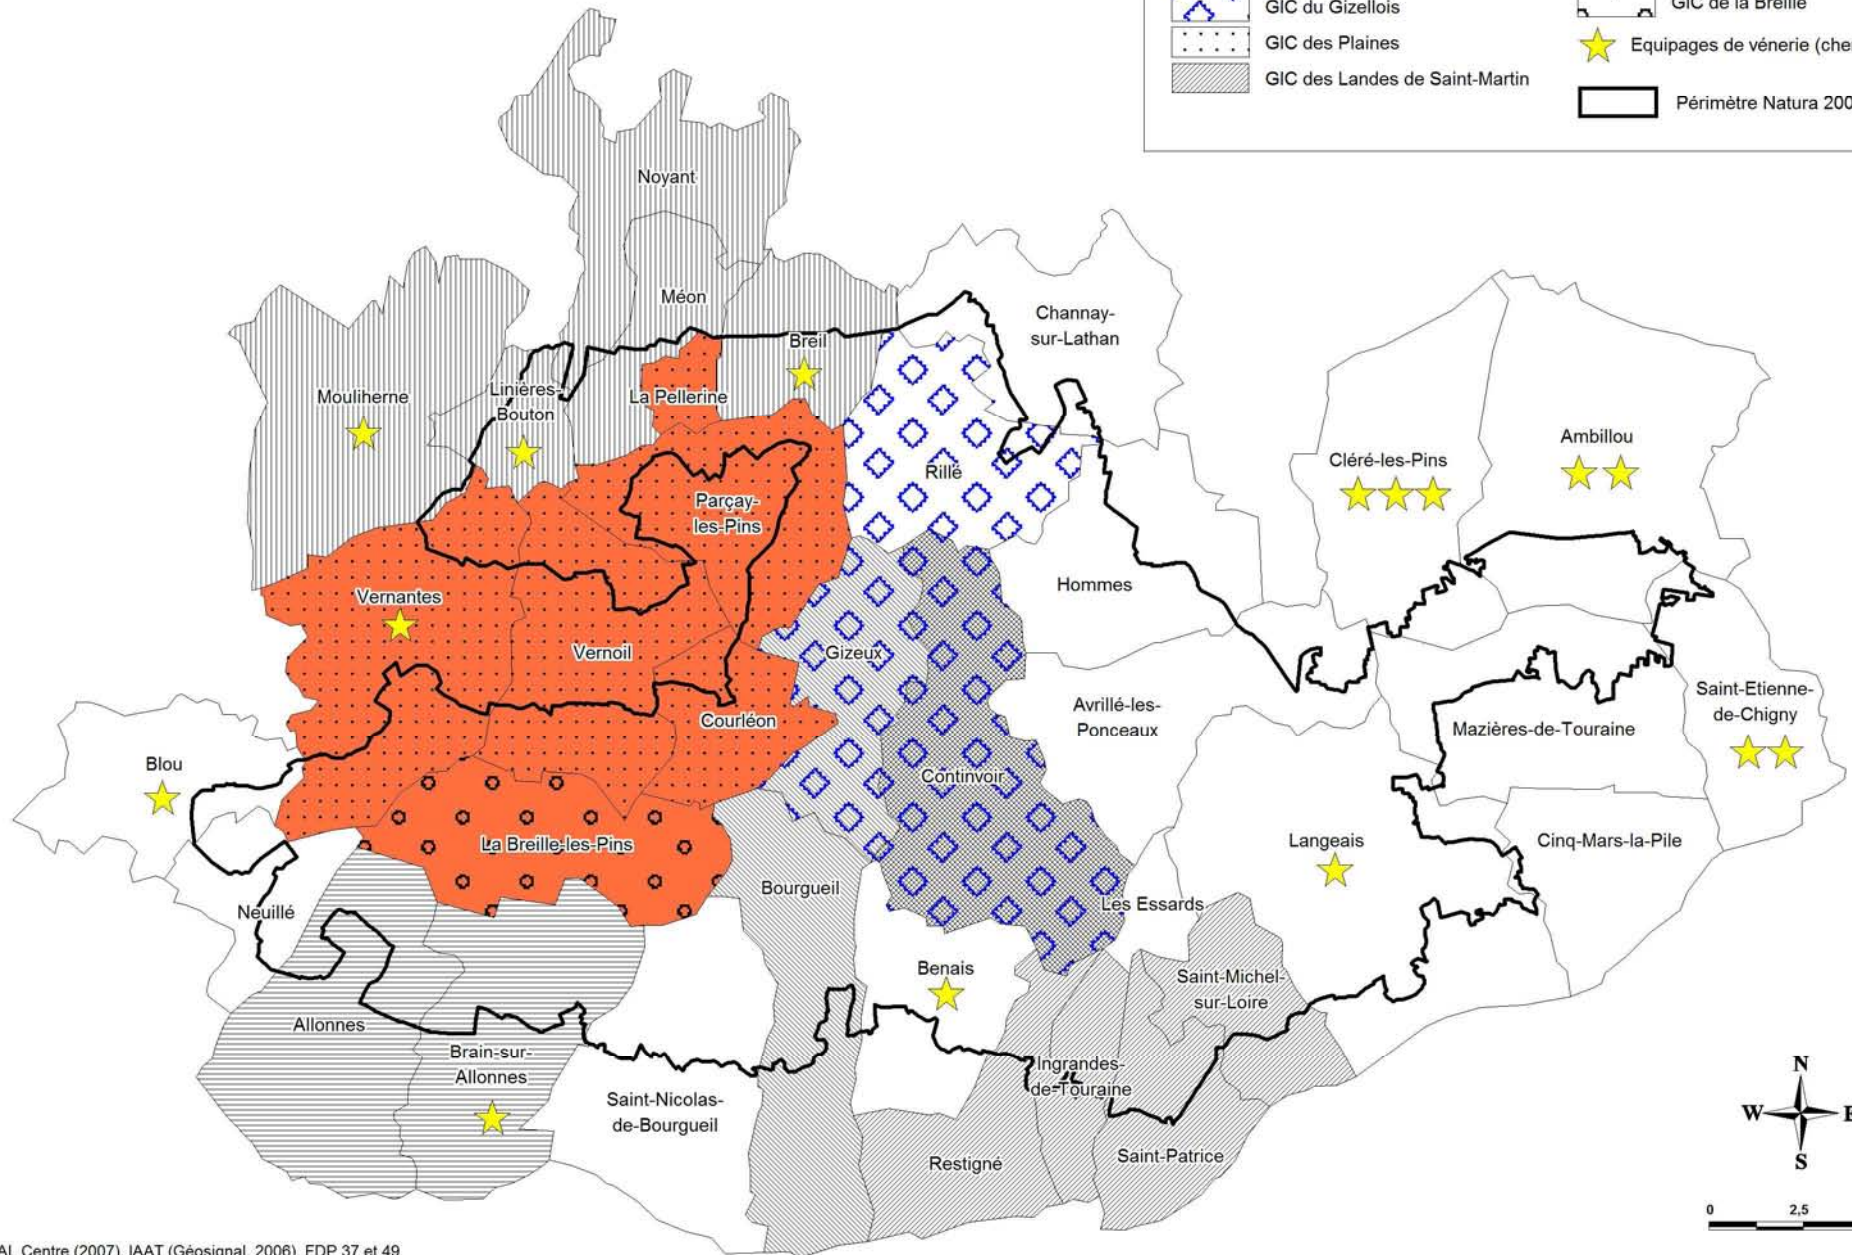 GIC du Gizellois
GIC de la Breille
GIC des Plaines
Equipages de vénerie
GIC des Landes de Saint-Martin
Périmètre Natura
Noyant
Méon
Channay-
sur-Lathan
Breil
Mouliherne
Linières-
Bouton
La Pellerine
Ambillou
Cléré-les-Pins
Rillé
Parçay-
les-Pins
Hommes
Vernantes
Vernoil
Gizeux
Saint-Etienne-
de-Chigny
Avrillé-les-
Ponceaux
Courléon
Mazières-de-Touraine
Blou
Continvoir
La Breille-les-Pins
Langeais
Cinq-Mars-la-Pile
Bourgueil
Les Essards
Neuillé
Benais
Saint-Michel-
sur-Loire
Allonnes
Brain-sur-
Allonnes
Ingrandes-
de-Touraine
Saint-Nicolas-
de-Bourgueil
Restigné
Saint-Patrice
N
W
E
S
0 2,5
Centre (2007), IAAT (Géosignal, 2006), FDP 37 et 49